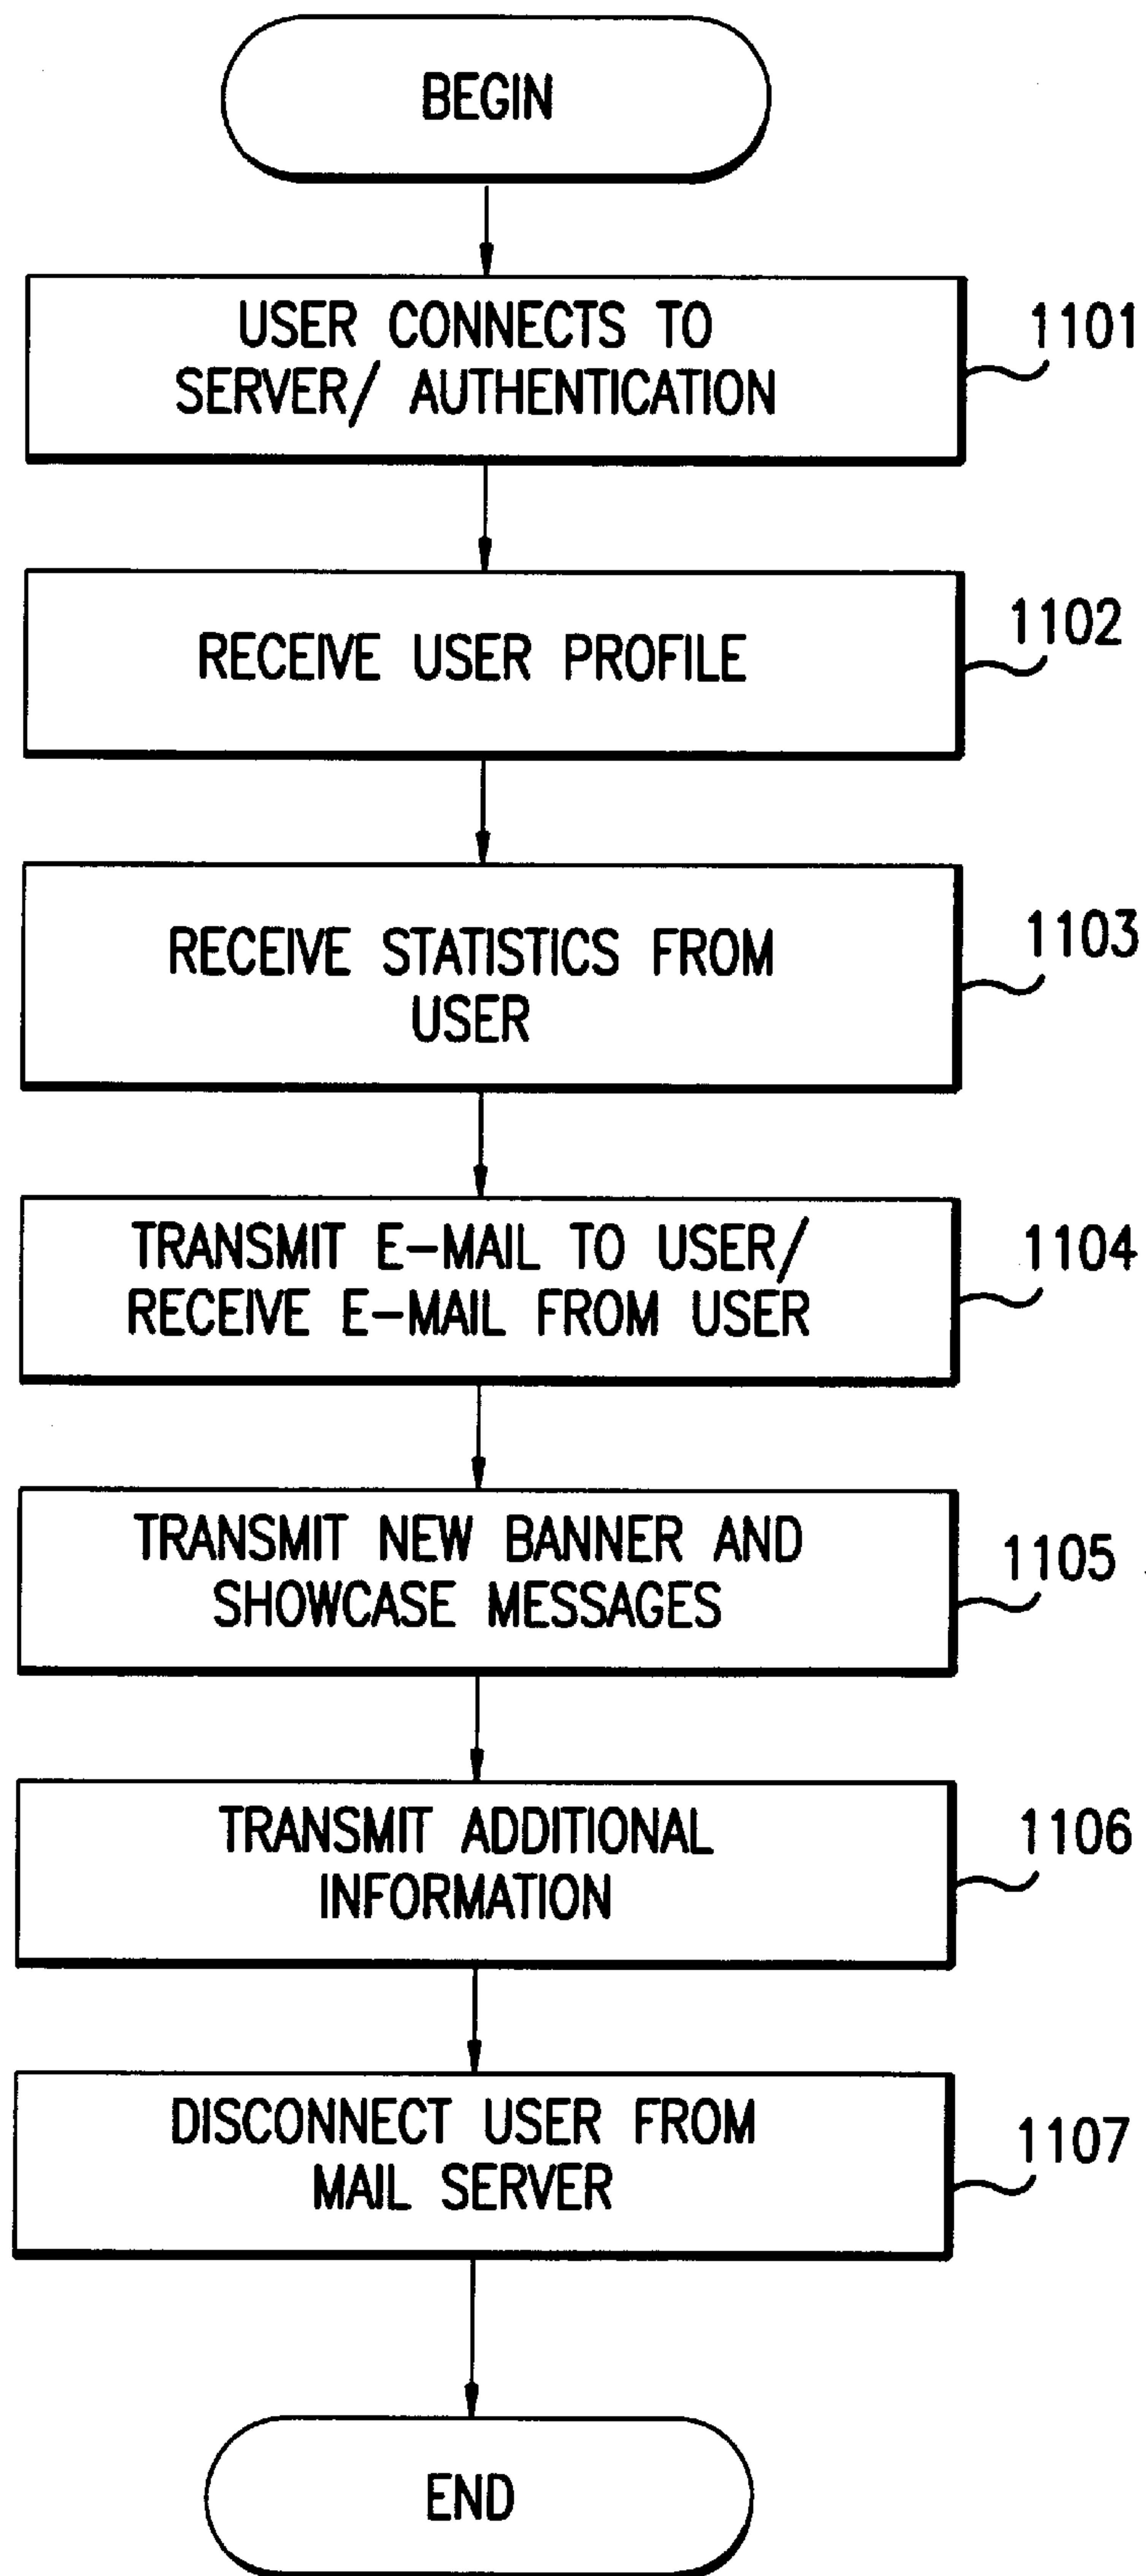 BEGIN
USER CONNECTS TO
SERVER/ AUTHENTICATION
1101
RECEIVE USER PROFILE
1102
RECEIVE STATISTICS FROM
USER
1103
TRANSMIT E-MAIL TO USER/
RECEIVE E-MAIL FROM USER
1104
TRANSMIT NEW BANNER AND
SHOWCASE MESSAGES
1105
TRANSMIT ADDITIONAL
INFORMATION
1106
DISCONNECT USER FROM
MAIL SERVER
1107
END